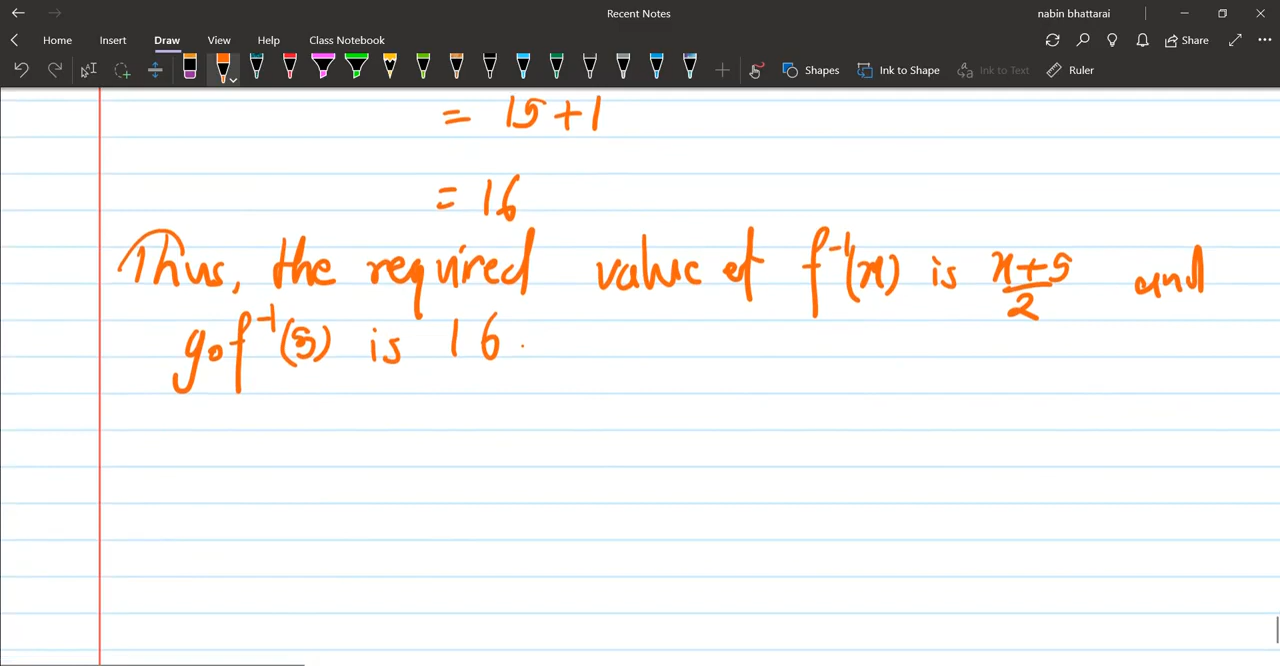 Recent Notes
nabin bhattarai
Home Insert Draw View Help Class Notebook
Share
Shapes Ink to Shape Ink to Text Ruler
= 15+1
= 16
Thus, the required value of f⁻¹(x) is (x+5)/2 and
gof⁻¹(5) is 16.